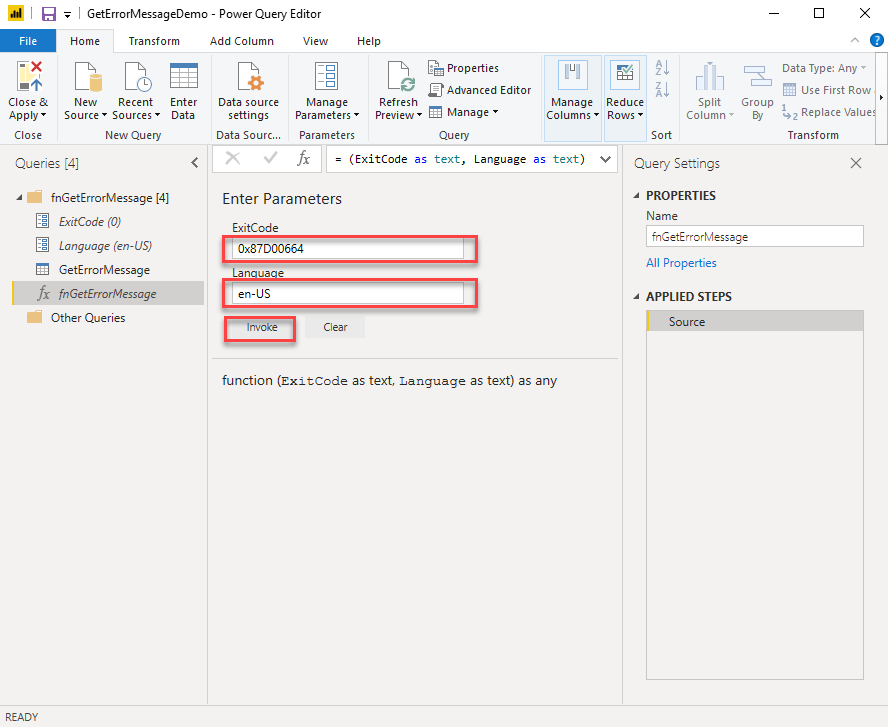 GetErrorMessageDemo - Power Query Editor
File Home Transform Add Column View Help
Close & Apply
New Source
Recent Sources
Enter Data
Data source settings
Manage Parameters
Refresh Preview
Properties
Advanced Editor
Manage
Manage Columns
Reduce Rows
A Z
Z A
Split Column
Group By
Data Type: Any
Use First Row
1 2 Replace Values
Close New Query Data Sourc... Parameters Query Sort Transform
Queries [4]
fnGetErrorMessage [4]
ExitCode (0)
Language (en-US)
GetErrorMessage
fx fnGetErrorMessage
Other Queries
fx = (ExitCode as text, Language as text)
Enter Parameters
ExitCode
0x87D00664
Language
en-US
Invoke Clear
function (ExitCode as text, Language as text) as any
Query Settings
PROPERTIES
Name
fnGetErrorMessage
All Properties
APPLIED STEPS
Source
READY